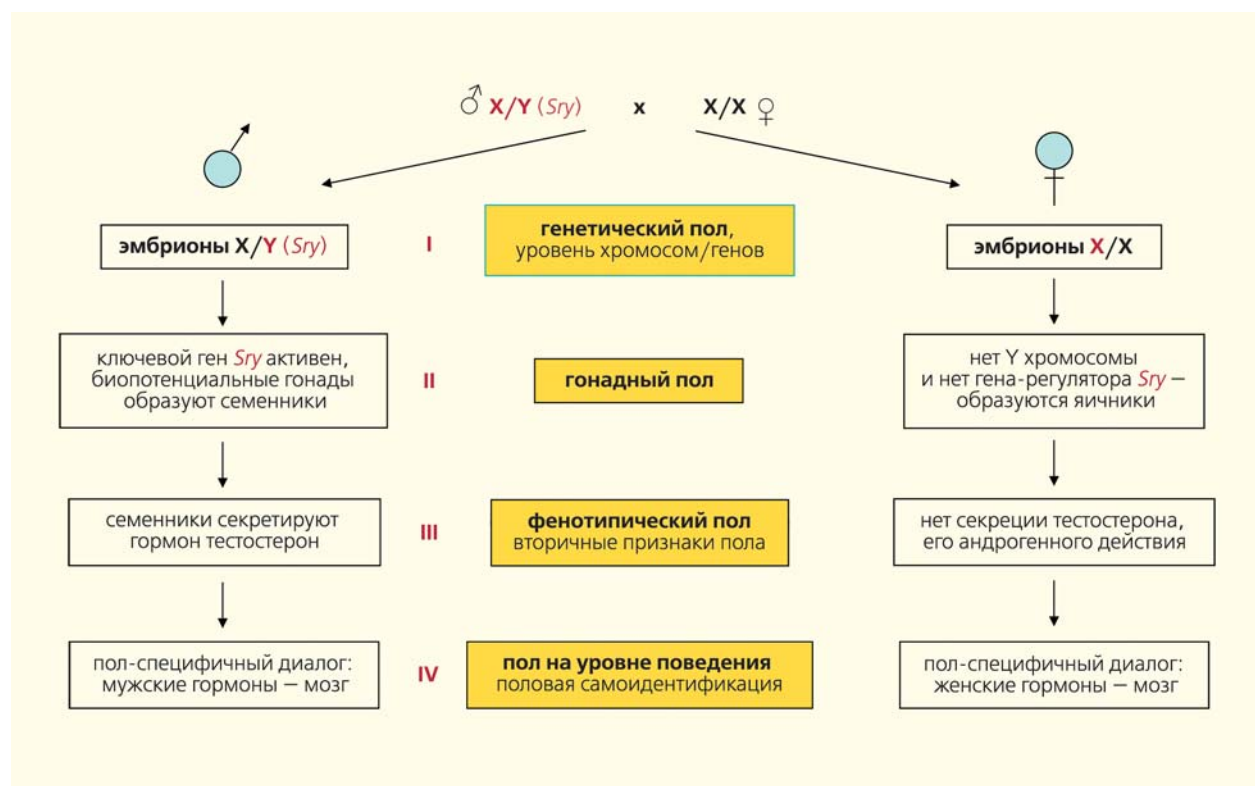 ♂ X/Y (Sry) x X/X ♀
эмбрионы X/Y (Sry)
I
генетический пол,
уровень хромосом/генов
эмбрионы X/X
ключевой ген Sry активен,
биопотенциальные гонады
образуют семенники
II
гонадный пол
нет Y хромосомы
и нет гена-регулятора Sry —
образуются яичники
семенники секретируют
гормон тестостерон
III
фенотипический пол
вторичные признаки пола
нет секреции тестостерона,
его андрогенного действия
пол-специфичный диалог:
мужские гормоны — мозг
IV
пол на уровне поведения
половая самоидентификация
пол-специфичный диалог:
женские гормоны — мозг